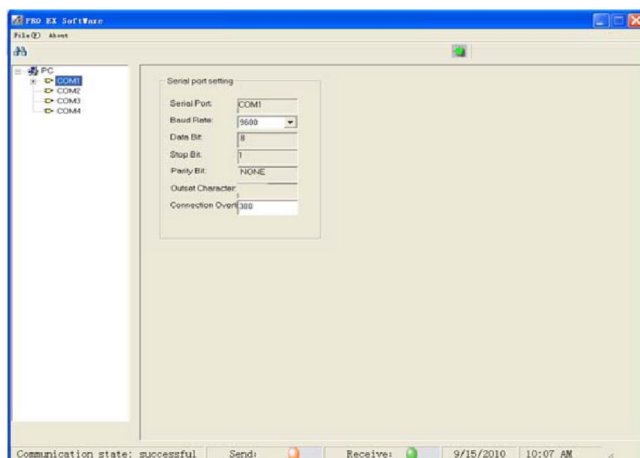 PRO EX SoftWare
File(F) About
PC
COM1
COM2
COM3
COM4
Serial port setting
Serial Port: COM1
Baud Rate: 9600
Data Bit: 8
Stop Bit: 1
Parity Bit: NONE
Outset Character:
Connection Overt 300
Communication state: successful Send: Receive: 9/15/2010 10:07 AM